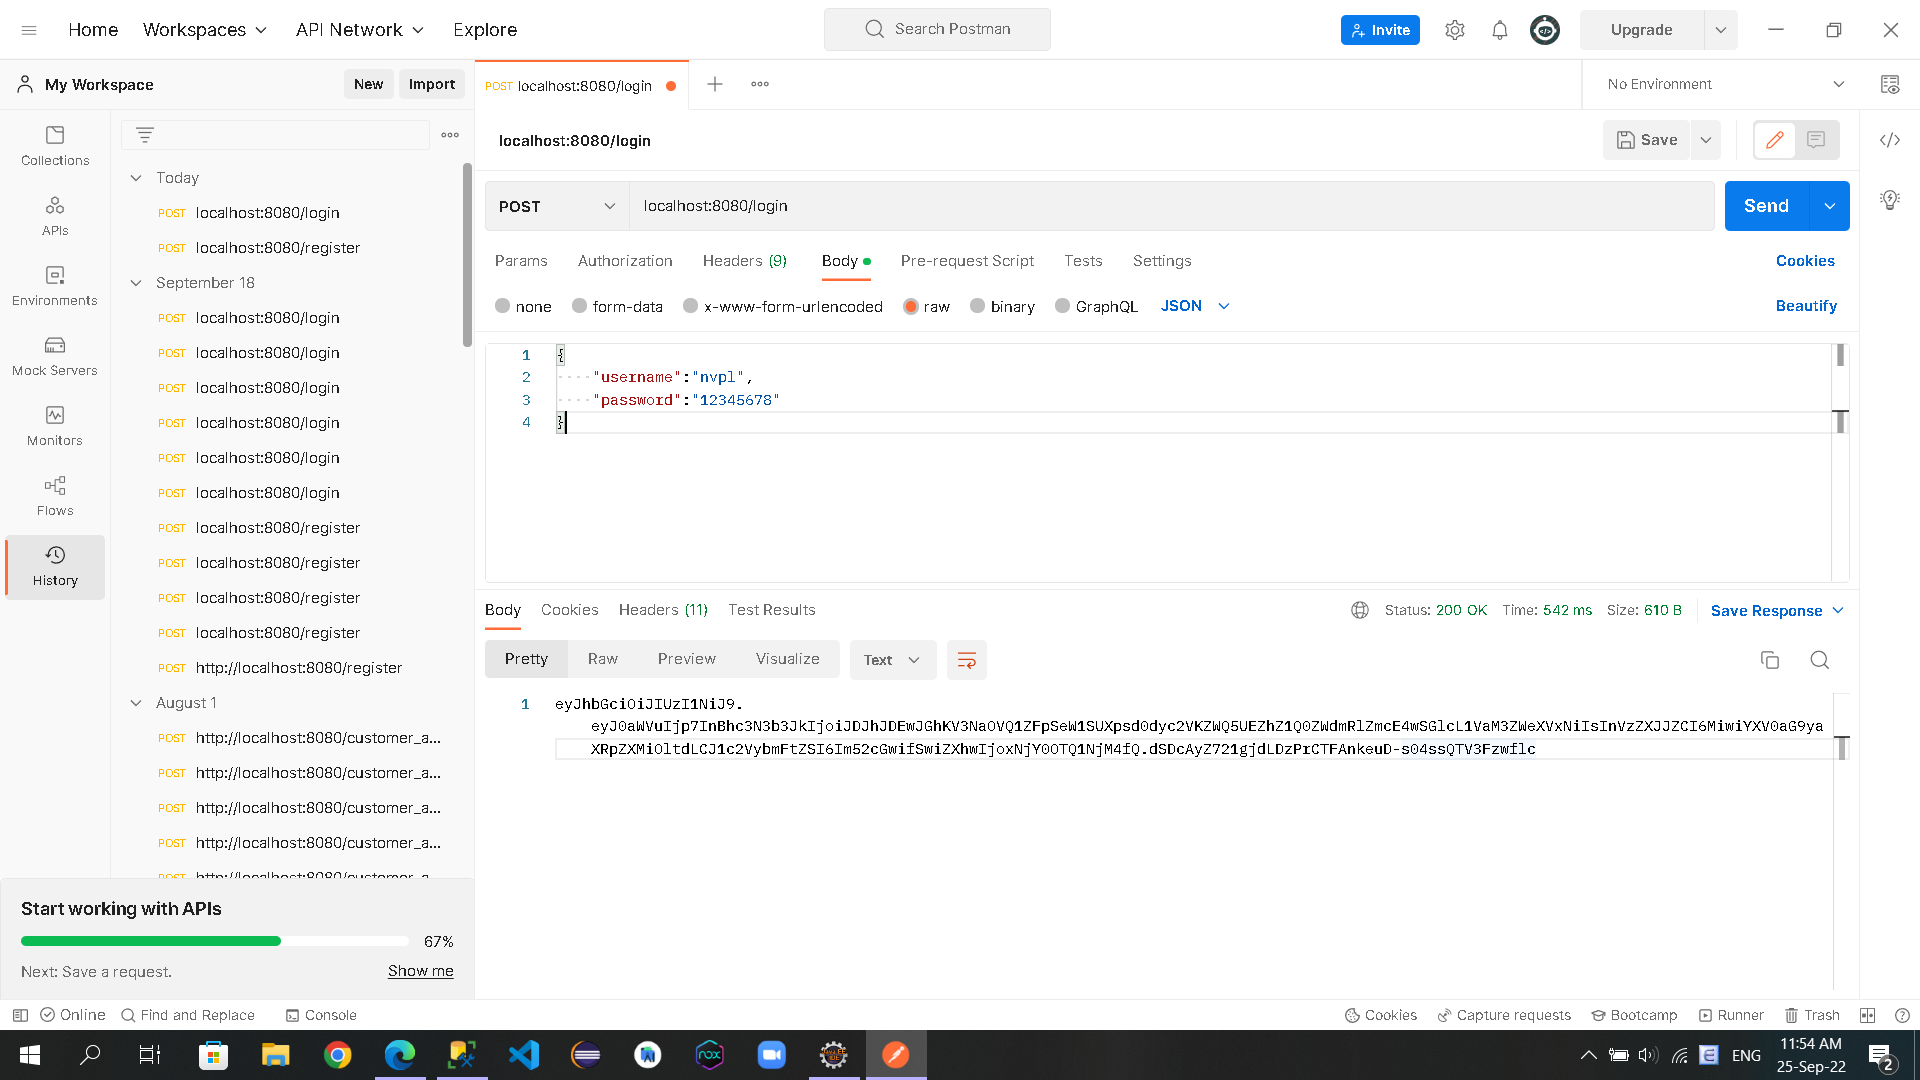 Home Workspaces API Network Explore Search Postman Invite Upgrade
My Workspace New Import POST localhost:8080/login No Environment
localhost:8080/login Save
Collections
APIs
Environments
Mock Servers
Monitors
Flows
History
Today
POST localhost:8080/login
POST localhost:8080/register
September 18
POST localhost:8080/login
POST localhost:8080/login
POST localhost:8080/login
POST localhost:8080/login
POST localhost:8080/login
POST localhost:8080/login
POST localhost:8080/register
POST localhost:8080/register
POST localhost:8080/register
POST localhost:8080/register
POST http://localhost:8080/register
August 1
POST http://localhost:8080/customer_a...
POST http://localhost:8080/customer_a...
POST http://localhost:8080/customer_a...
POST http://localhost:8080/customer_a...
POST http://localhost:8080/customer_a...
Start working with APIs
67%
Next: Save a request. Show me
POST localhost:8080/login Send
Params Authorization Headers (9) Body Pre-request Script Tests Settings Cookies
none form-data x-www-form-urlencoded raw binary GraphQL JSON Beautify
1 {
2 "username":"nvpl",
3 "password":"12345678"
4 }
Body Cookies Headers (11) Test Results Status: 200 OK Time: 542 ms Size: 610 B Save Response
Pretty Raw Preview Visualize Text
1 eyJhbGciOiJIUzI1NiJ9.
Online Find and Replace Console Cookies Capture requests Bootcamp Runner Trash
ENG 11:54 AM
25-Sep-22 2